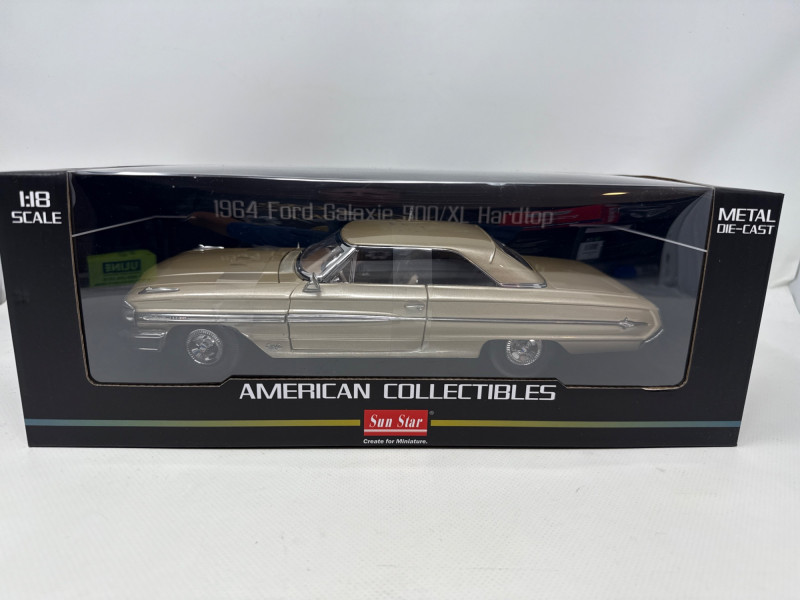 1:18
SCALE
1964 Ford Galaxie 500/XL Hardtop
METAL
DIE-CAST
ULINE
AMERICAN COLLECTIBLES
Sun Star
®
Create for Miniature.